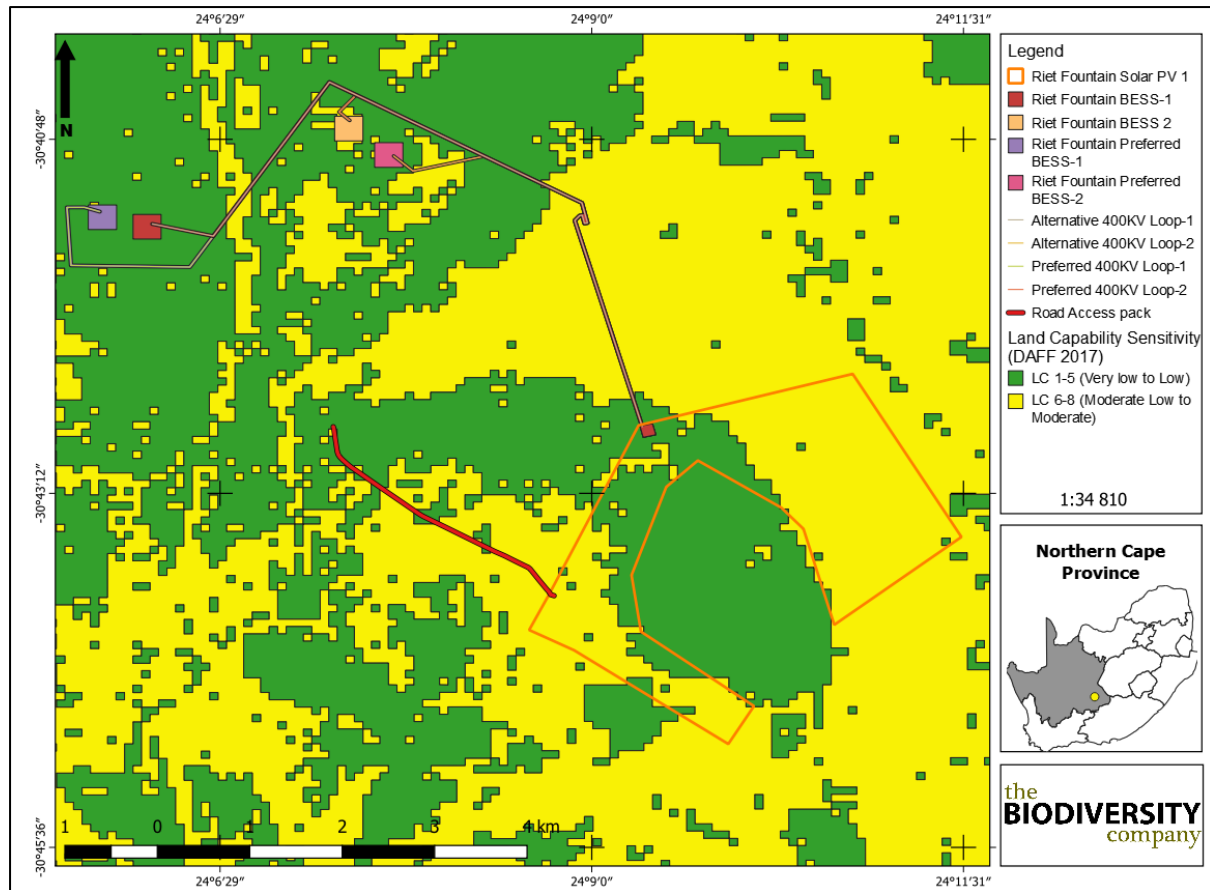 24°6′29″ 24°9′0″ 24°11′31″
N
-30°40′48″
-30°43′12″
-30°45′36″
1 0 1 2 3 4 km
24°6′29″ 24°9′0″ 24°11′31″
Legend
Riet Fountain Solar PV 1
Riet Fountain BESS-1
Riet Fountain BESS 2
Riet Fountain Preferred
BESS-1
Riet Fountain Preferred
BESS-2
Alternative 400KV Loop-1
Alternative 400KV Loop-2
Preferred 400KV Loop-1
Preferred 400KV Loop-2
Road Access pack
Land Capability Sensitivity
(DAFF 2017)
LC 1-5 (Very low to Low)
LC 6-8 (Moderate Low to
Moderate)
1:34 810
Northern Cape
Province
the
BIODIVERSITY
company